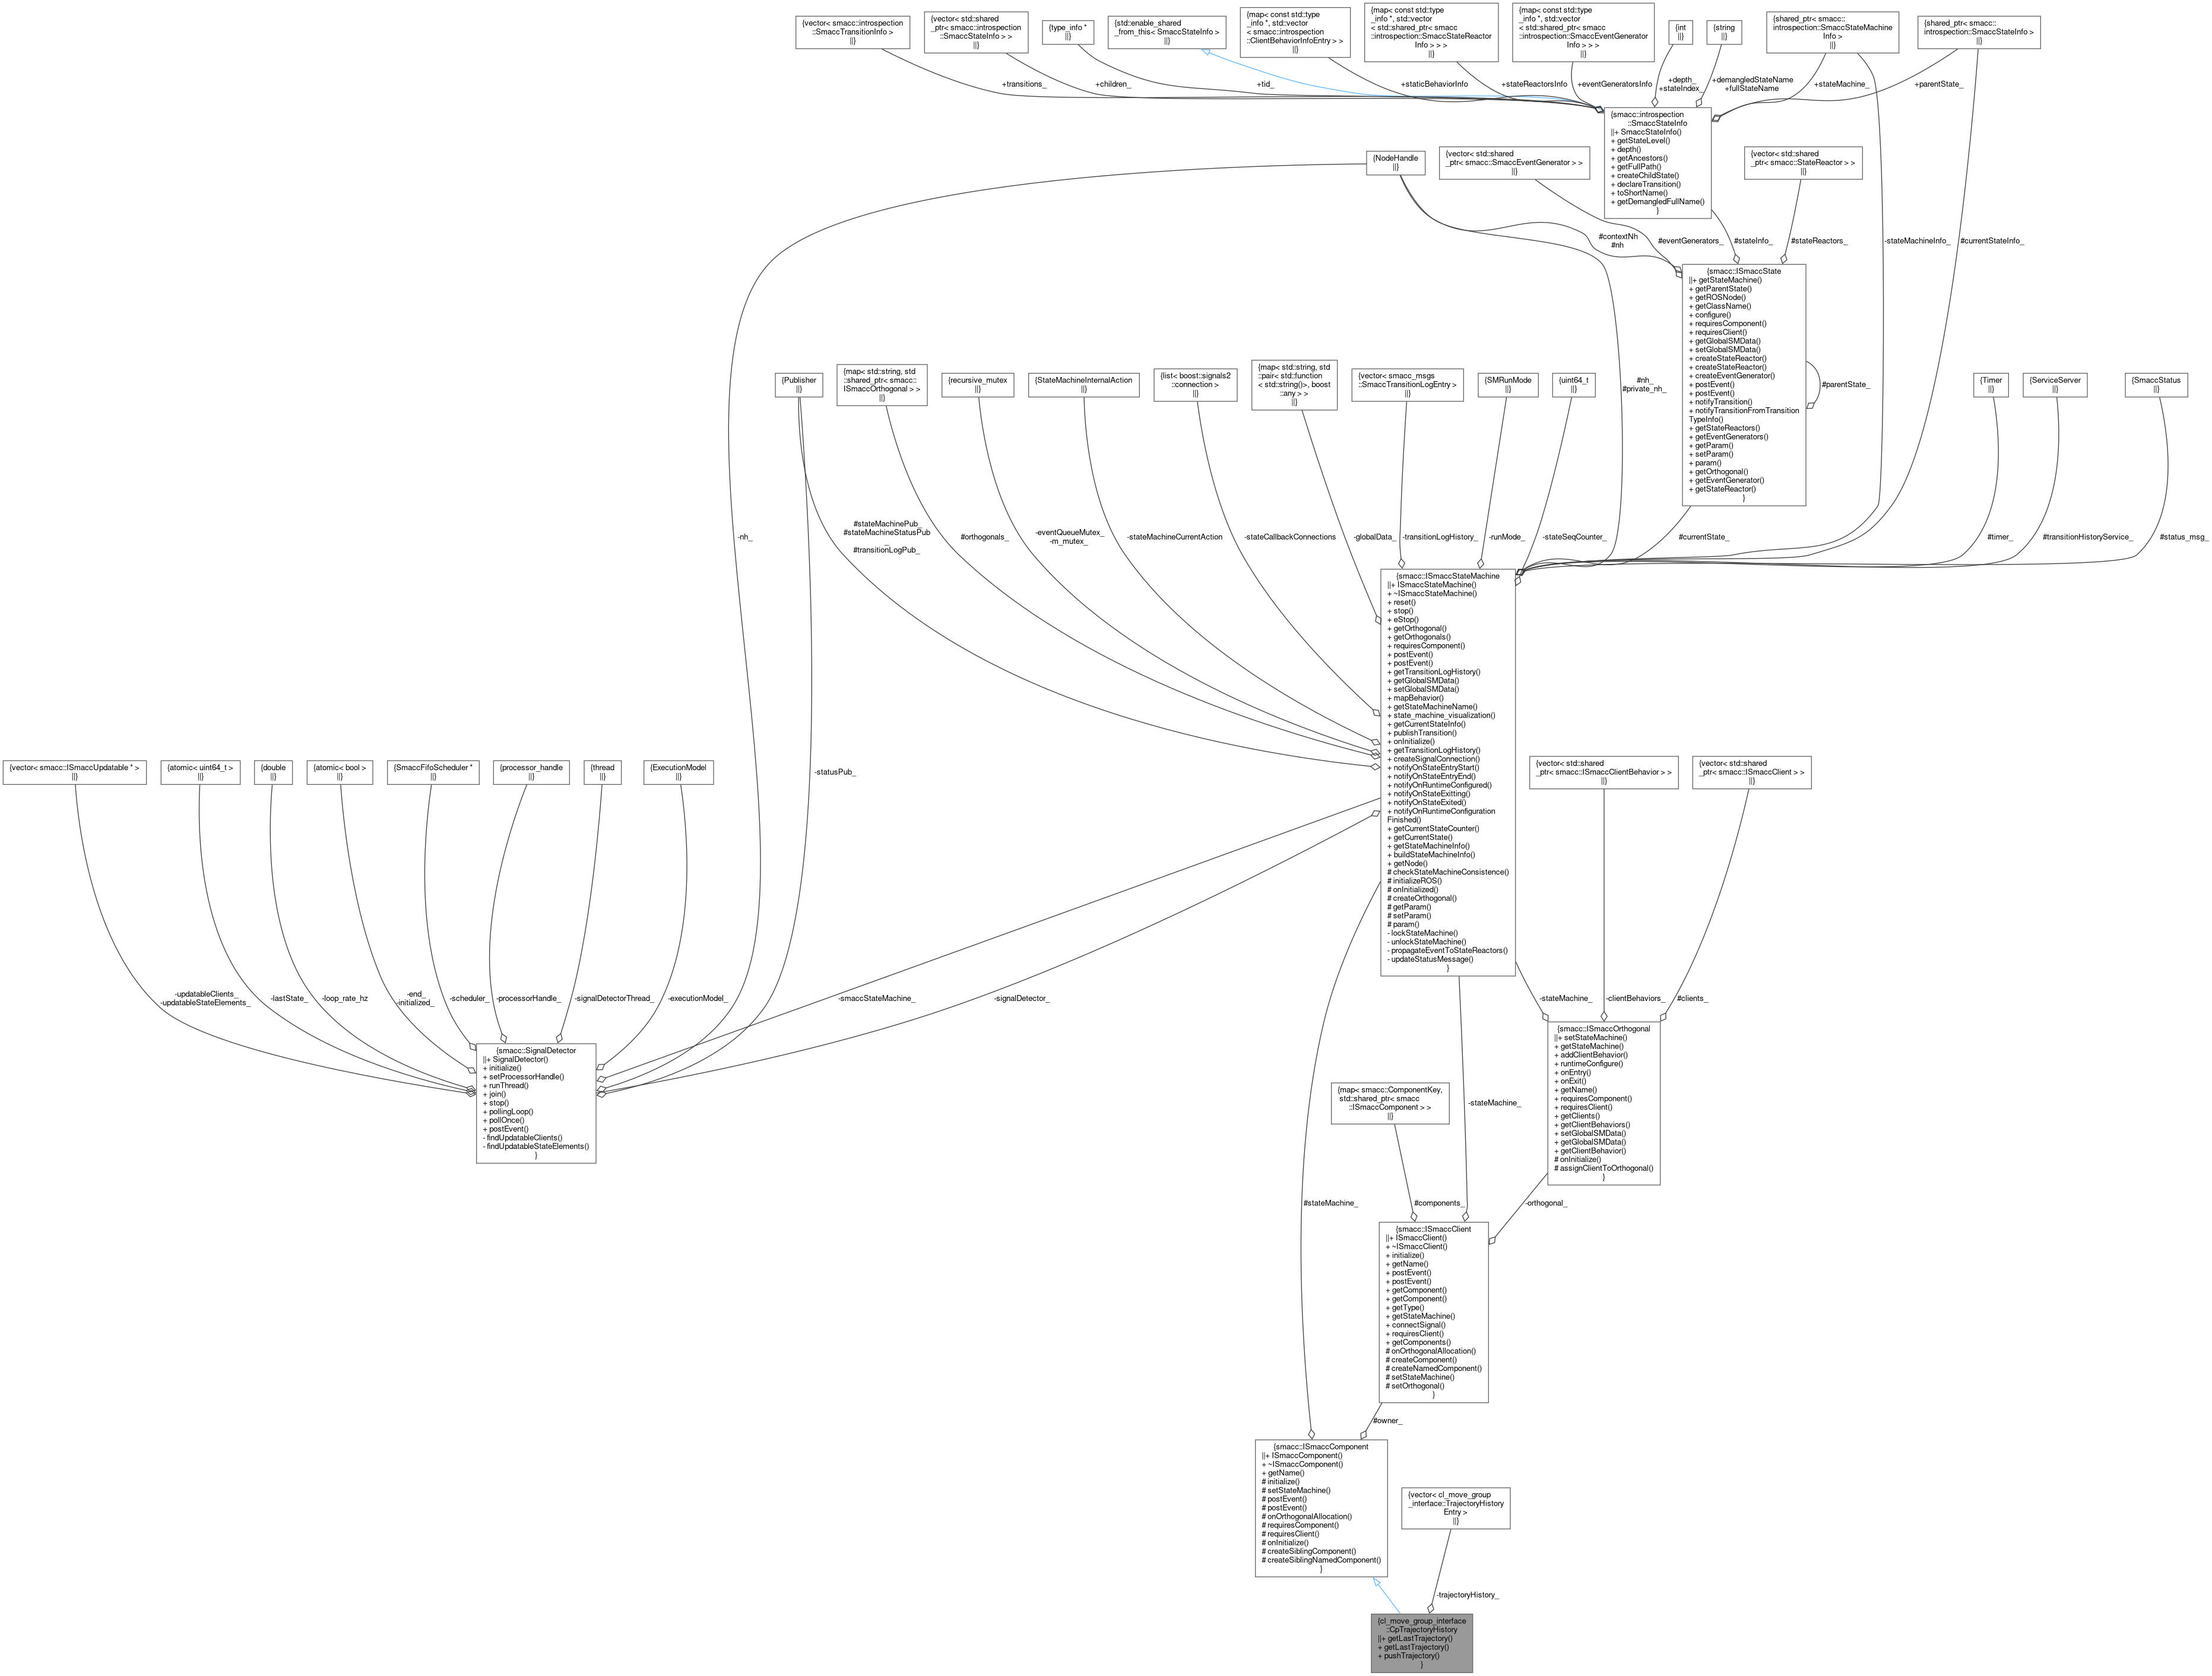 {vector< smacc::introspection
::SmaccTransitionInfo >
||}
{vector< std::shared
_ptr< smacc::introspection
::SmaccStateInfo > >
||}
{type_info *
||}
{std::enable_shared
_from_this< SmaccStateInfo >
||}
{map< const std::type
_info *, std::vector
< smacc::introspection
::ClientBehaviorInfoEntry > >
||}
{map< const std::type
_info *, std::vector
< std::shared_ptr< smacc
::introspection::SmaccStateReactor
Info > > >
||}
{map< const std::type
_info *, std::vector
< std::shared_ptr< smacc
::introspection::SmaccEventGenerator
Info > > >
||}
{int
||}
{string
||}
{shared_ptr< smacc::
introspection::SmaccStateMachine
Info >
||}
{shared_ptr< smacc::
introspection::SmaccStateInfo >
||}
+transitions_
+children_
+tid_
+staticBehaviorInfo
+stateReactorsInfo
+eventGeneratorsInfo
+depth_
+stateIndex_
+demangledStateName
+fullStateName
+stateMachine_
+parentState_
{smacc::introspection
::SmaccStateInfo
||+ SmaccStateInfo()
+ getStateLevel()
+ depth()
+ getAncestors()
+ getFullPath()
+ createChildState()
+ declareTransition()
+ toShortName()
+ getDemangledFullName()
}
{NodeHandle
||}
{vector< std::shared
_ptr< smacc::SmaccEventGenerator > >
||}
{vector< std::shared
_ptr< smacc::StateReactor > >
||}
#contextNh
#nh
#eventGenerators_
#stateInfo_
#stateReactors_
-stateMachineInfo_
#currentStateInfo_
{smacc::ISmaccState
||+ getStateMachine()
+ getParentState()
+ getROSNode()
+ getClassName()
+ configure()
+ requiresComponent()
+ requiresClient()
+ getGlobalSMData()
+ setGlobalSMData()
+ createStateReactor()
+ createStateReactor()
+ createEventGenerator()
+ postEvent()
+ postEvent()
+ notifyTransition()
+ notifyTransitionFromTransition
TypeInfo()
+ getStateReactors()
+ getEventGenerators()
+ getParam()
+ setParam()
+ param()
+ getOrthogonal()
+ getEventGenerator()
+ getStateReactor()
}
#parentState_
{Publisher
||}
{map< std::string, std
::shared_ptr< smacc::
ISmaccOrthogonal > >
||}
{recursive_mutex
||}
{StateMachineInternalAction
||}
{list< boost::signals2
::connection >
||}
{map< std::string, std
::pair< std::function
< std::string()>, boost
::any > >
||}
{vector< smacc_msgs
::SmaccTransitionLogEntry >
||}
{SMRunMode
||}
{uint64_t
||}
#nh_
#private_nh_
{Timer
||}
{ServiceServer
||}
{SmaccStatus
||}
-nh_
#stateMachinePub_
#stateMachineStatusPub
_
#transitionLogPub_
#orthogonals_
-eventQueueMutex_
-m_mutex_
-stateMachineCurrentAction
-stateCallbackConnections
-globalData_
-transitionLogHistory_
-runMode_
-stateSeqCounter_
#currentState_
#timer_
#transitionHistoryService_
#status_msg_
{smacc::ISmaccStateMachine
||+ ISmaccStateMachine()
+ ~ISmaccStateMachine()
+ reset()
+ stop()
+ eStop()
+ getOrthogonal()
+ getOrthogonals()
+ requiresComponent()
+ postEvent()
+ postEvent()
+ getTransitionLogHistory()
+ getGlobalSMData()
+ setGlobalSMData()
+ mapBehavior()
+ getStateMachineName()
+ state_machine_visualization()
+ getCurrentStateInfo()
+ publishTransition()
+ onInitialize()
+ getTransitionLogHistory()
+ createSignalConnection()
+ notifyOnStateEntryStart()
+ notifyOnStateEntryEnd()
+ notifyOnRuntimeConfigured()
+ notifyOnStateExitting()
+ notifyOnStateExited()
+ notifyOnRuntimeConfiguration
Finished()
+ getCurrentStateCounter()
+ getCurrentState()
+ getStateMachineInfo()
+ buildStateMachineInfo()
+ getNode()
# checkStateMachineConsistence()
# initializeROS()
# onInitialized()
# createOrthogonal()
# getParam()
# setParam()
# param()
- lockStateMachine()
- unlockStateMachine()
- propagateEventToStateReactors()
- updateStatusMessage()
}
{vector< smacc::ISmaccUpdatable * >
||}
{atomic< uint64_t >
||}
{double
||}
{atomic< bool >
||}
{SmaccFifoScheduler *
||}
{processor_handle
||}
{thread
||}
{ExecutionModel
||}
-statusPub_
{vector< std::shared
_ptr< smacc::ISmaccClientBehavior > >
||}
{vector< std::shared
_ptr< smacc::ISmaccClient > >
||}
-updatableClients_
-updatableStateElements_
-lastState_
-loop_rate_hz
-end_
-initialized_
-scheduler_
-processorHandle_
-signalDetectorThread_
-executionModel_
-smaccStateMachine_
-signalDetector_
-stateMachine_
-clientBehaviors_
#clients_
{smacc::SignalDetector
||+ SignalDetector()
+ initialize()
+ setProcessorHandle()
+ runThread()
+ join()
+ stop()
+ pollingLoop()
+ pollOnce()
+ postEvent()
- findUpdatableClients()
- findUpdatableStateElements()
}
{smacc::ISmaccOrthogonal
||+ setStateMachine()
+ getStateMachine()
+ addClientBehavior()
+ runtimeConfigure()
+ onEntry()
+ onExit()
+ getName()
+ requiresComponent()
+ requiresClient()
+ getClients()
+ getClientBehaviors()
+ setGlobalSMData()
+ getGlobalSMData()
+ getClientBehavior()
# onInitialize()
# assignClientToOrthogonal()
}
{map< smacc::ComponentKey,
std::shared_ptr< smacc
::ISmaccComponent > >
||}
-stateMachine_
#stateMachine_
#components_
-orthogonal_
{smacc::ISmaccClient
||+ ISmaccClient()
+ ~ISmaccClient()
+ initialize()
+ getName()
+ postEvent()
+ postEvent()
+ getComponent()
+ getComponent()
+ getType()
+ getStateMachine()
+ connectSignal()
+ requiresClient()
+ getComponents()
# onOrthogonalAllocation()
# createComponent()
# createNamedComponent()
# setStateMachine()
# setOrthogonal()
}
#owner_
{smacc::ISmaccComponent
||+ ISmaccComponent()
+ ~ISmaccComponent()
+ getName()
# initialize()
# setStateMachine()
# postEvent()
# postEvent()
# onOrthogonalAllocation()
# requiresComponent()
# requiresClient()
# onInitialize()
# createSiblingComponent()
# createSiblingNamedComponent()
}
{vector< cl_move_group
_interface::TrajectoryHistory
Entry >
||}
-trajectoryHistory_
{cl_move_group_interface
::CpTrajectoryHistory
||+ getLastTrajectory()
+ getLastTrajectory()
+ pushTrajectory()
}